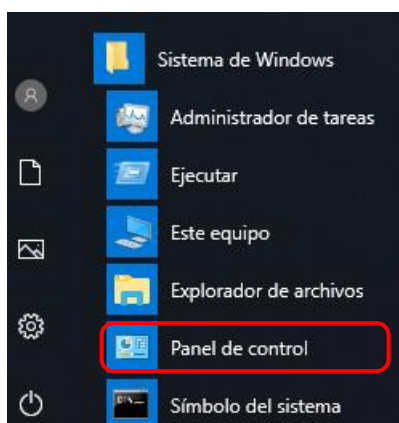 Sistema de Windows
Administrador de tareas
Ejecutar
Este equipo
Explorador de archivos
Panel de control
Símbolo del sistema